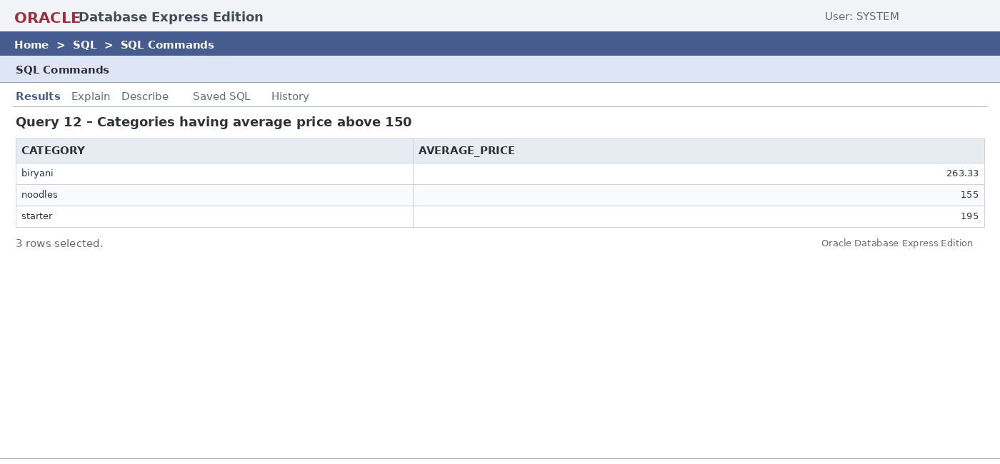 ORACLE Database Express Edition User: SYSTEM
Home > SQL > SQL Commands
SQL Commands
Results Explain Describe Saved SQL History
Query 12 – Categories having average price above 150
CATEGORY AVERAGE_PRICE
biryani 263.33
noodles 155
starter 195
3 rows selected. Oracle Database Express Edition